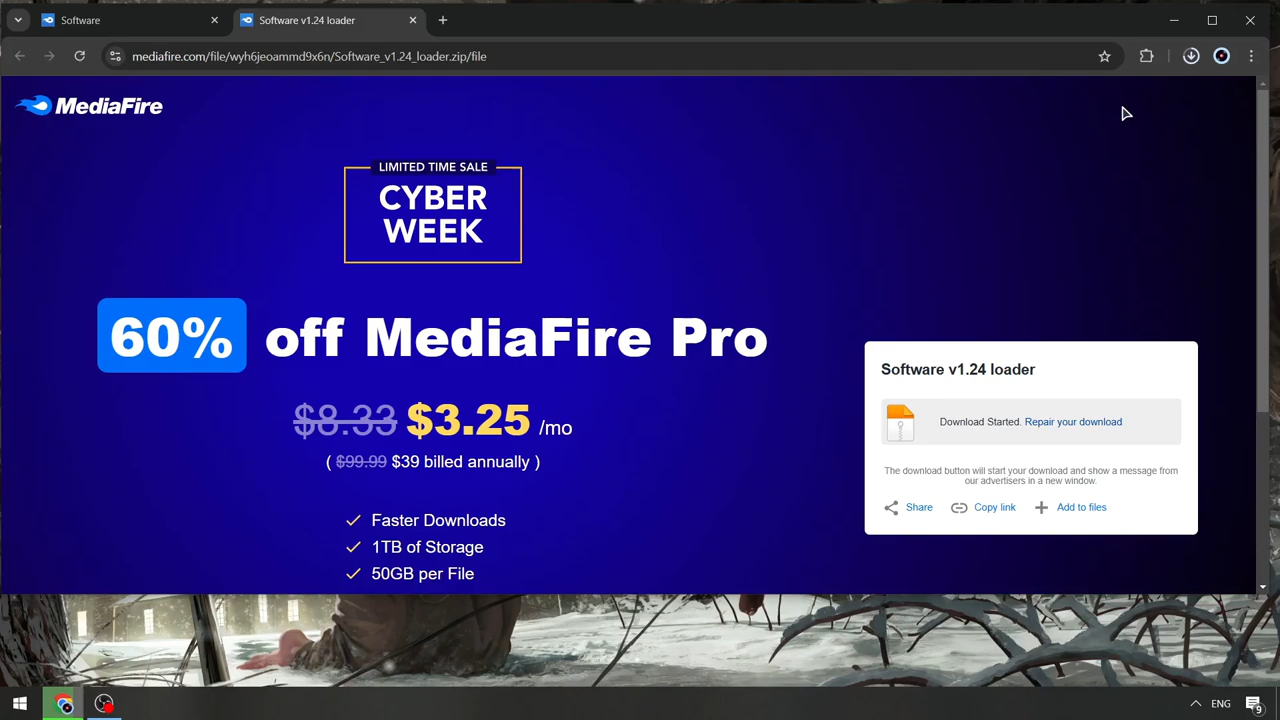 Software
Software v1.24 loader
mediafire.com/file/wyh6jeoammd9x6n/Software_v1.24_loader.zip/file
MediaFire
LIMITED TIME SALE
CYBER
WEEK
60% off MediaFire Pro
$8.33 $3.25 /mo
( $99.99 $39 billed annually )
Faster Downloads
1TB of Storage
50GB per File
Software v1.24 loader
Download Started. Repair your download
The download button will start your download and show a message from
our advertisers in a new window.
Share Copy link Add to files
ENG
9